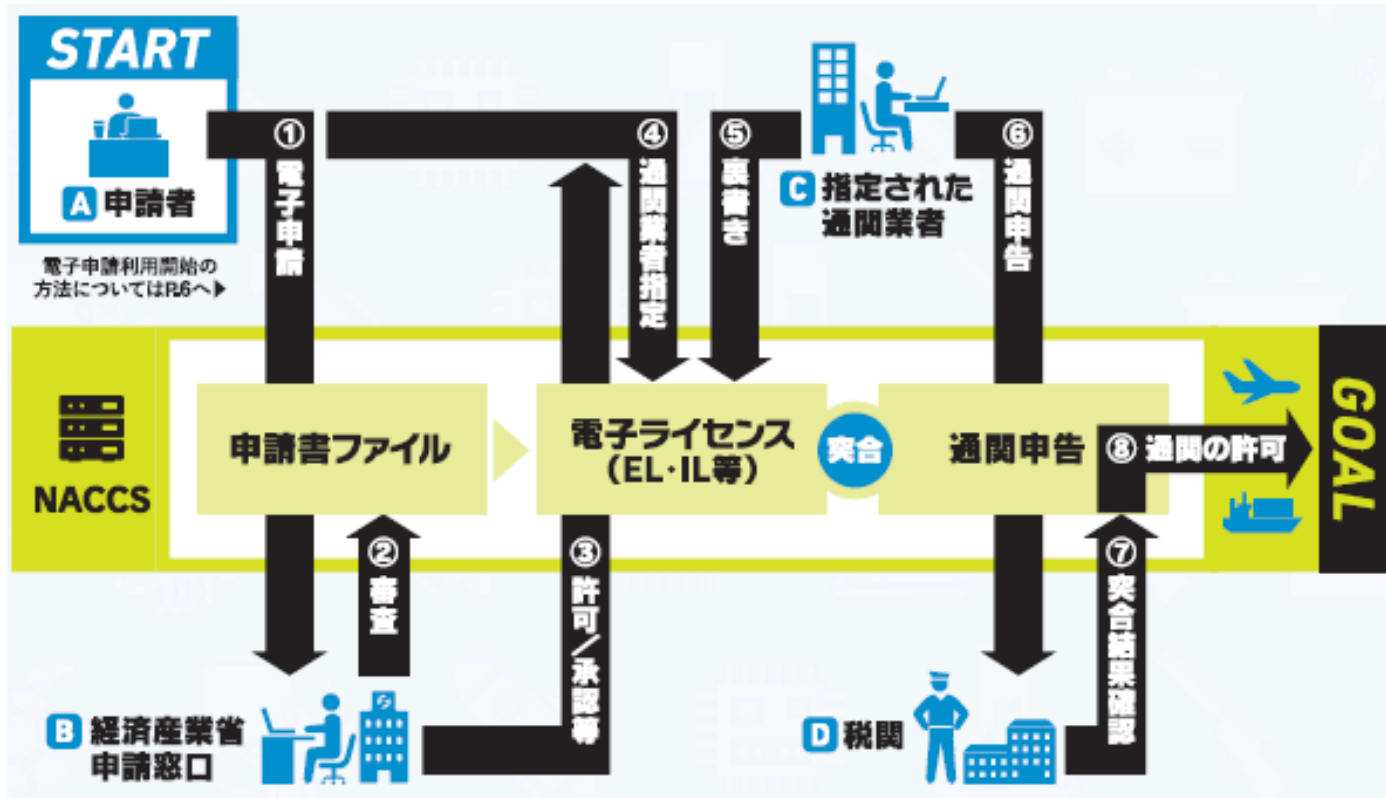 START
A 申請者
電子申請利用開始の
方法についてはP.6へ▶
①電子申請
④通関業者指定
⑤裏書き
C 指定された
通関業者
⑥通関申告
NACCS
申請書ファイル
電子ライセンス
(EL・IL等)
突合
通関申告
⑧通関の許可
GOAL
②審査
③許可/承認等
⑦突合結果確認
B 経済産業省
申請窓口
D 税関